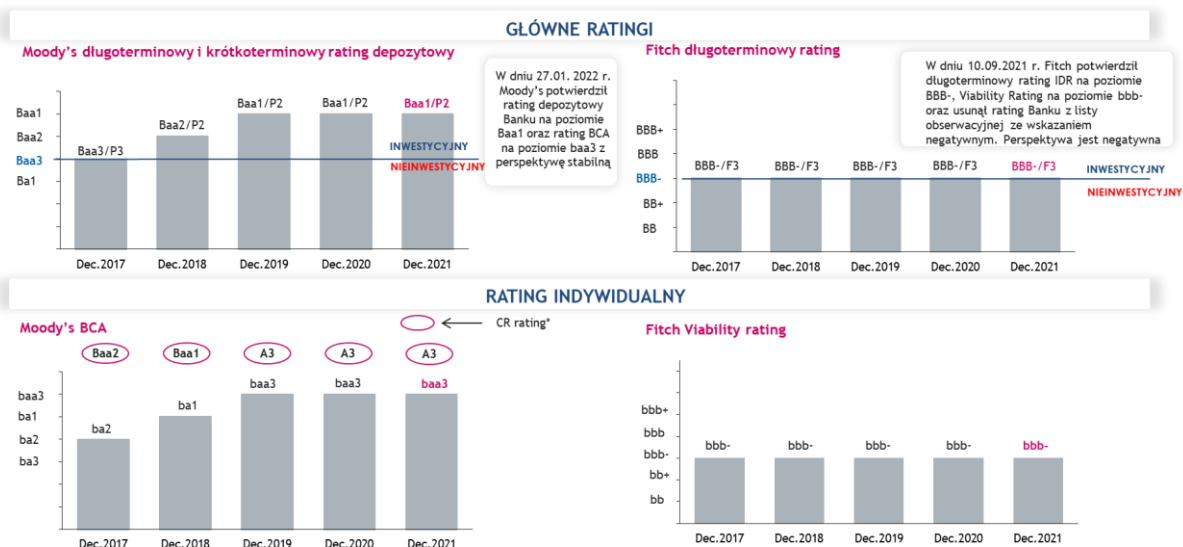 GŁÓWNE RATINGI
Moody's długoterminowy i krótkoterminowy rating depozytowy
Baa1
Baa2
Baa3
Ba1
Baa3/P3
Baa2/P2
Baa1/P2
Baa1/P2
Baa1/P2
INWESTYCYJNY
NIEINWESTYCYJNY
Dec.2017
Dec.2018
Dec.2019
Dec.2020
Dec.2021
W dniu 27.01. 2022 r.
Moody's potwierdził
rating depozytowy
Banku na poziomie
Baa1 oraz rating BCA
na poziomie baa3 z
perspektywę stabilną
Fitch długoterminowy rating
W dniu 10.09.2021 r. Fitch potwierdził
długoterminowy rating IDR na poziomie
BBB-, Viability Rating na poziomie bbb-
oraz usunął rating Banku z listy
obserwacyjnej ze wskazaniem
negatywnym. Perspektywa jest negatywna
BBB+
BBB
BBB-
BB+
BB
BBB-/F3
BBB-/F3
BBB-/F3
BBB-/F3
BBB-/F3
INWESTYCYJNY
NIEINWESTYCYJNY
Dec.2017
Dec.2018
Dec.2019
Dec.2020
Dec.2021
RATING INDYWIDUALNY
Moody's BCA
CR rating*
Baa2
Baa1
A3
A3
A3
baa3
ba1
ba2
ba3
ba2
ba1
baa3
baa3
baa3
Dec.2017
Dec.2018
Dec.2019
Dec.2020
Dec.2021
Fitch Viability rating
bbb+
bbb
bbb-
bb+
bb
bbb-
bbb-
bbb-
bbb-
bbb-
Dec.2017
Dec.2018
Dec.2019
Dec.2020
Dec.2021